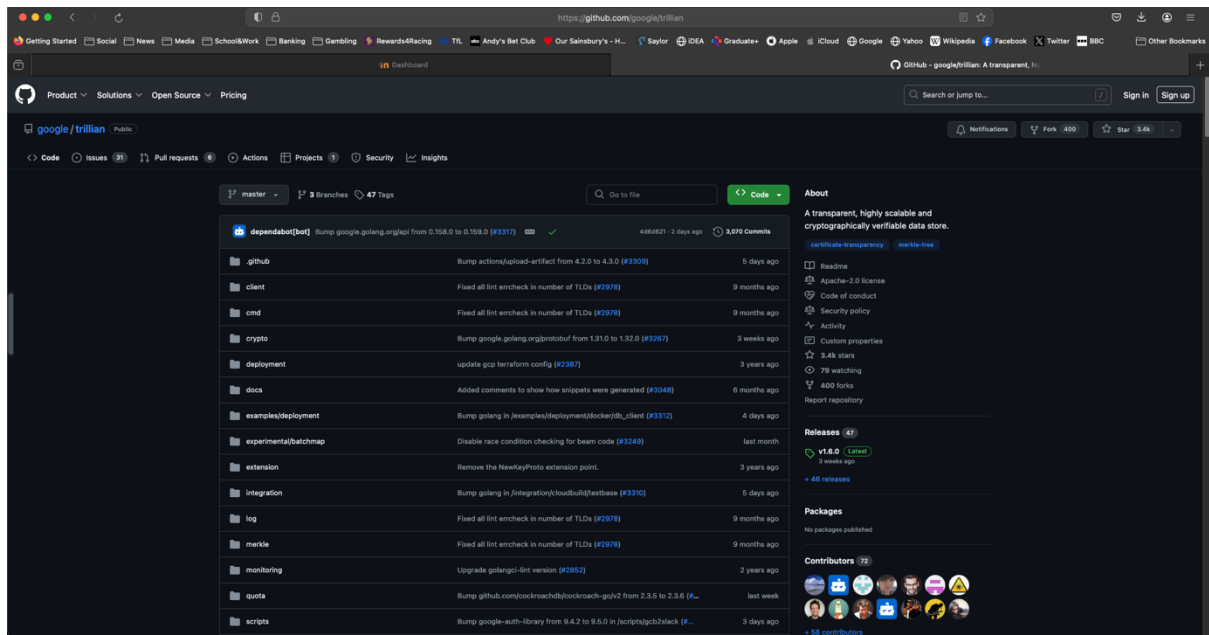 https://github.com/google/trillian
Getting Started Social News Media School&Work Banking Gambling Rewards4Racing TfL Andy's Bet Club Our Sainsbury's - H... Saylor iDEA Graduate+ Apple iCloud Google Yahoo Wikipedia Facebook Twitter BBC Other Bookmarks
Dashboard GitHub - google/trillian: A transparent, hi
Product Solutions Open Source Pricing Search or jump to... / Sign in Sign up
google / trillian Public Notifications Fork 400 Star 3.4k
Code Issues 31 Pull requests 6 Actions Projects 1 Security Insights
master 3 Branches 47 Tags Go to file Code
dependabot[bot] Bump google.golang.org/api from 0.158.0 to 0.159.0 (#3317) 4d6d621 · 2 days ago 3,070 Commits
.github Bump actions/upload-artifact from 4.2.0 to 4.3.0 (#3309) 5 days ago
client Fixed all lint errcheck in number of TLDs (#2978) 9 months ago
cmd Fixed all lint errcheck in number of TLDs (#2978) 9 months ago
crypto Bump google.golang.org/protobuf from 1.31.0 to 1.32.0 (#3267) 3 weeks ago
deployment update gcp terraform config (#2387) 3 years ago
docs Added comments to show how snippets were generated (#3048) 6 months ago
examples/deployment Bump golang in /examples/deployment/docker/db_client (#3312) 4 days ago
experimental/batchmap Disable race condition checking for beam code (#3249) last month
extension Remove the NewKeyProto extension point. 3 years ago
integration Bump golang in /integration/cloudbuild/testbase (#3310) 5 days ago
log Fixed all lint errcheck in number of TLDs (#2978) 9 months ago
merkle Fixed all lint errcheck in number of TLDs (#2978) 9 months ago
monitoring Upgrade golangci-lint version (#2852) 2 years ago
quota Bump github.com/cockroachdb/cockroach-go/v2 from 2.3.5 to 2.3.6 (#... last week
scripts Bump google-auth-library from 9.4.2 to 9.5.0 in /scripts/gcb2slack (#... 3 days ago
About
A transparent, highly scalable and
cryptographically verifiable data store.
certificate-transparency merkle-tree
Readme
Apache-2.0 license
Code of conduct
Security policy
Activity
Custom properties
3.4k stars
79 watching
400 forks
Report repository
Releases 47
v1.6.0 Latest
3 weeks ago
+ 46 releases
Packages
No packages published
Contributors 72
+ 58 contributors